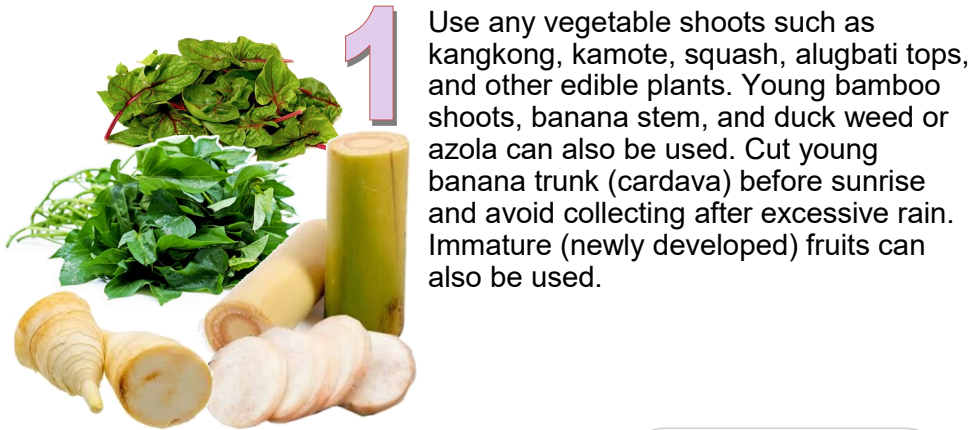 1
Use any vegetable shoots such as
kangkong, kamote, squash, alugbati tops,
and other edible plants. Young bamboo
shoots, banana stem, and duck weed or
azola can also be used. Cut young
banana trunk (cardava) before sunrise
and avoid collecting after excessive rain.
Immature (newly developed) fruits can
also be used.